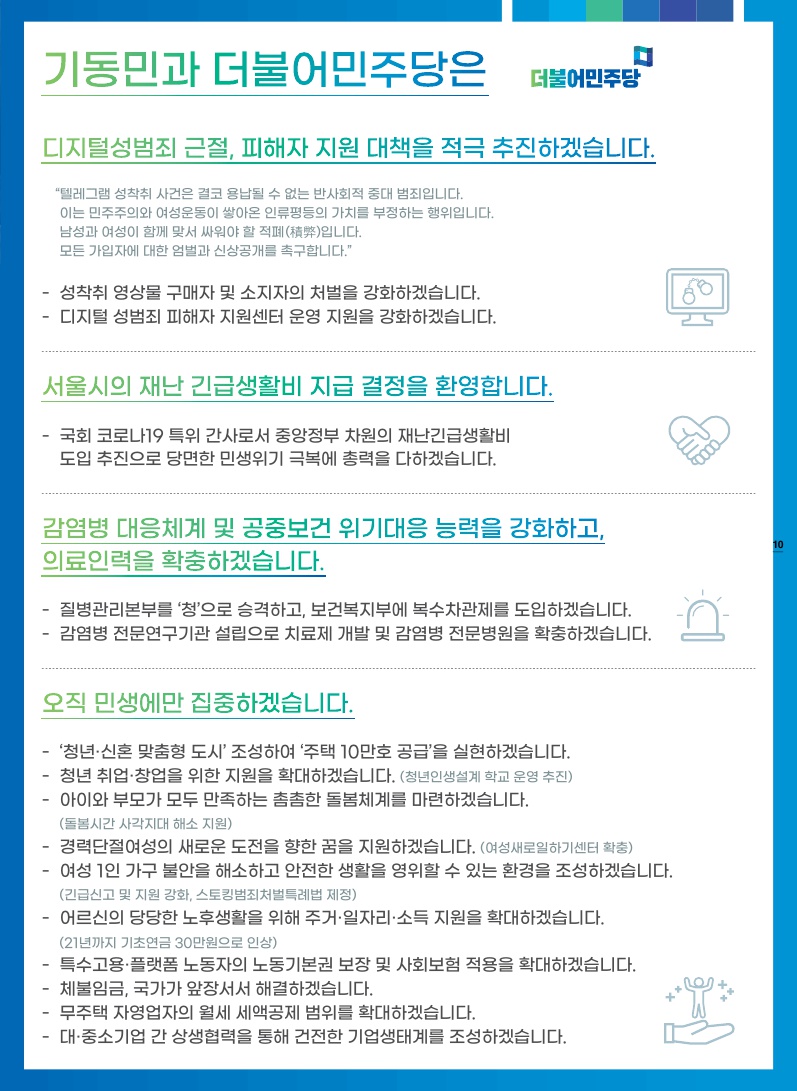 기동민과 더불어민주당은
더불어민주당
디지털성범죄 근절, 피해자 지원 대책을 적극 추진하겠습니다.
“텔레그램 성착취 사건은 결코 용납될 수 없는 반사회적 중대 범죄입니다.
이는 민주주의와 여성운동이 쌓아온 인류평등의 가치를 부정하는 행위입니다.
남성과 여성이 함께 맞서 싸워야 할 적폐(積弊)입니다.
모든 가입자에 대한 엄벌과 신상공개를 촉구합니다.”
- 성착취 영상물 구매자 및 소지자의 처벌을 강화하겠습니다.
- 디지털 성범죄 피해자 지원센터 운영 지원을 강화하겠습니다.
서울시의 재난 긴급생활비 지급 결정을 환영합니다.
- 국회 코로나19 특위 간사로서 중앙정부 차원의 재난긴급생활비
도입 추진으로 당면한 민생위기 극복에 총력을 다하겠습니다.
감염병 대응체계 및 공중보건 위기대응 능력을 강화하고,
의료인력을 확충하겠습니다.
10
- 질병관리본부를 ‘청’으로 승격하고, 보건복지부에 복수차관제를 도입하겠습니다.
- 감염병 전문연구기관 설립으로 치료제 개발 및 감염병 전문병원을 확충하겠습니다.
오직 민생에만 집중하겠습니다.
- ‘청년·신혼 맞춤형 도시’ 조성하여 ‘주택 10만호 공급’을 실현하겠습니다.
- 청년 취업·창업을 위한 지원을 확대하겠습니다. (청년인생설계 학교 운영 추진)
- 아이와 부모가 모두 만족하는 촘촘한 돌봄체계를 마련하겠습니다.
(돌봄시간 사각지대 해소 지원)
- 경력단절여성의 새로운 도전을 향한 꿈을 지원하겠습니다. (여성새로일하기센터 확충)
- 여성 1인 가구 불안을 해소하고 안전한 생활을 영위할 수 있는 환경을 조성하겠습니다.
(긴급신고 및 지원 강화, 스토킹범죄처벌특례법 제정)
- 어르신의 당당한 노후생활을 위해 주거·일자리·소득 지원을 확대하겠습니다.
(21년까지 기초연금 30만원으로 인상)
- 특수고용·플랫폼 노동자의 노동기본권 보장 및 사회보험 적용을 확대하겠습니다.
- 체불임금, 국가가 앞장서서 해결하겠습니다.
- 무주택 자영업자의 월세 세액공제 범위를 확대하겠습니다.
- 대·중소기업 간 상생협력을 통해 건전한 기업생태계를 조성하겠습니다.